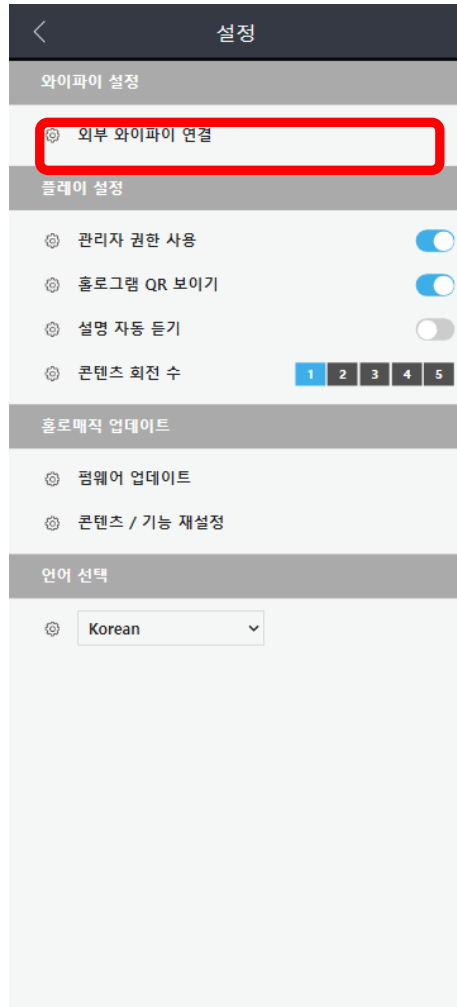 설정
와이파이 설정
외부 와이파이 연결
플레이 설정
관리자 권한 사용
홀로그램 QR 보이기
설명 자동 듣기
콘텐츠 회전 수 1 2 3 4 5
홀로매직 업데이트
펌웨어 업데이트
콘텐츠 / 기능 재설정
언어 선택
Korean